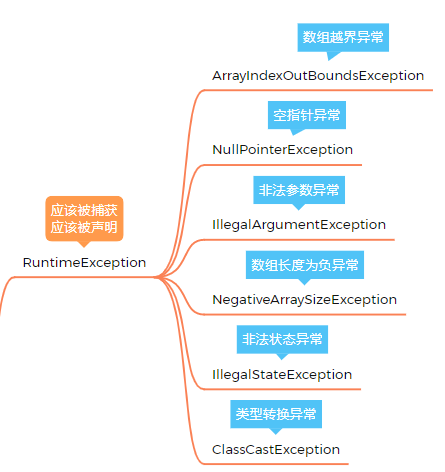 数组越界异常
ArrayIndexOutBoundsException
空指针异常
NullPointerException
非法参数异常
IllegalArgumentException
应该被捕获
应该被声明
RuntimeException
数组长度为负异常
NegativeArraySizeException
非法状态异常
IllegalStateException
类型转换异常
ClassCastException